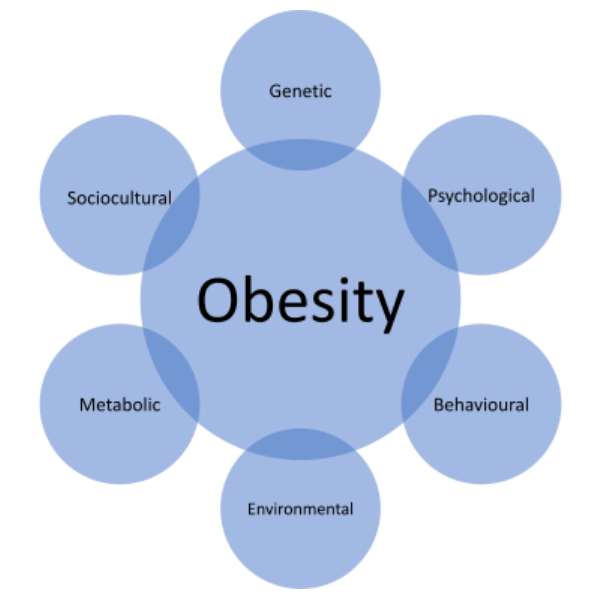 Genetic
Sociocultural
Psychological
Obesity
Metabolic
Behavioural
Environmental